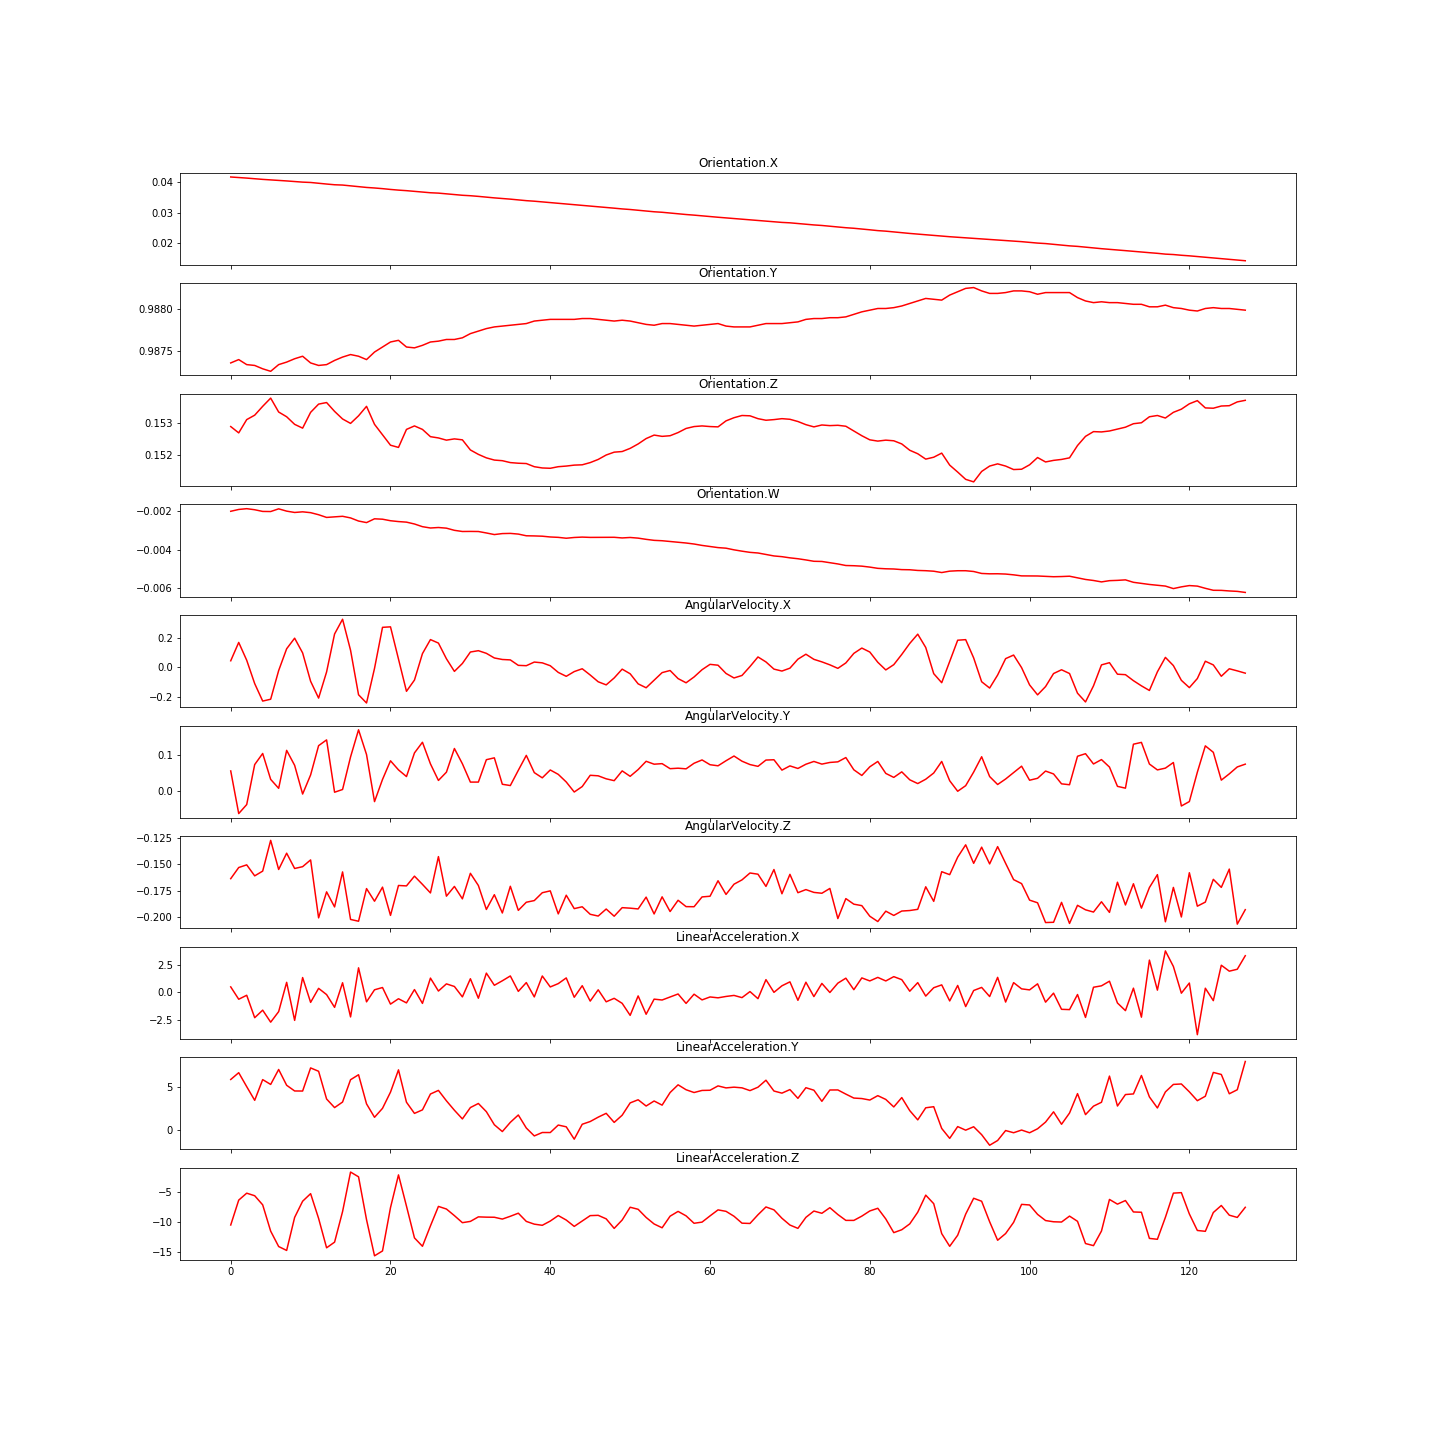 Orientation.X
0.04
0.03
0.02
Orientation.Y
0.9880
0.9875
Orientation.Z
0.153
0.152
Orientation.W
−0.002
−0.004
−0.006
AngularVelocity.X
0.2
0.0
−0.2
AngularVelocity.Y
0.1
0.0
AngularVelocity.Z
−0.125
−0.150
−0.175
−0.200
LinearAcceleration.X
2.5
0.0
−2.5
LinearAcceleration.Y
5
0
LinearAcceleration.Z
−5
−10
−15
0 20 40 60 80 100 120